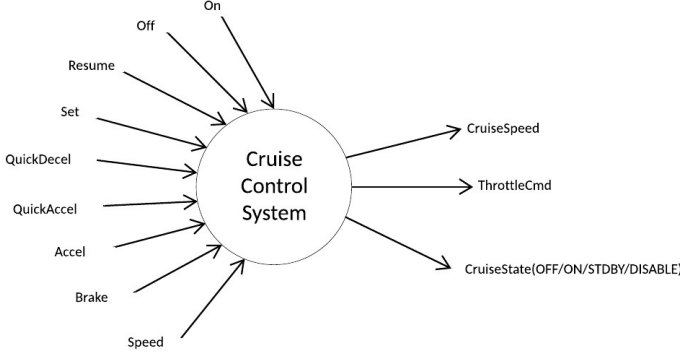 On
Off
Resume
Set
QuickDecel
QuickAccel
Accel
Brake
Speed
Cruise
Control
System
CruiseSpeed
ThrottleCmd
CruiseState(OFF/ON/STDBY/DISABLE)